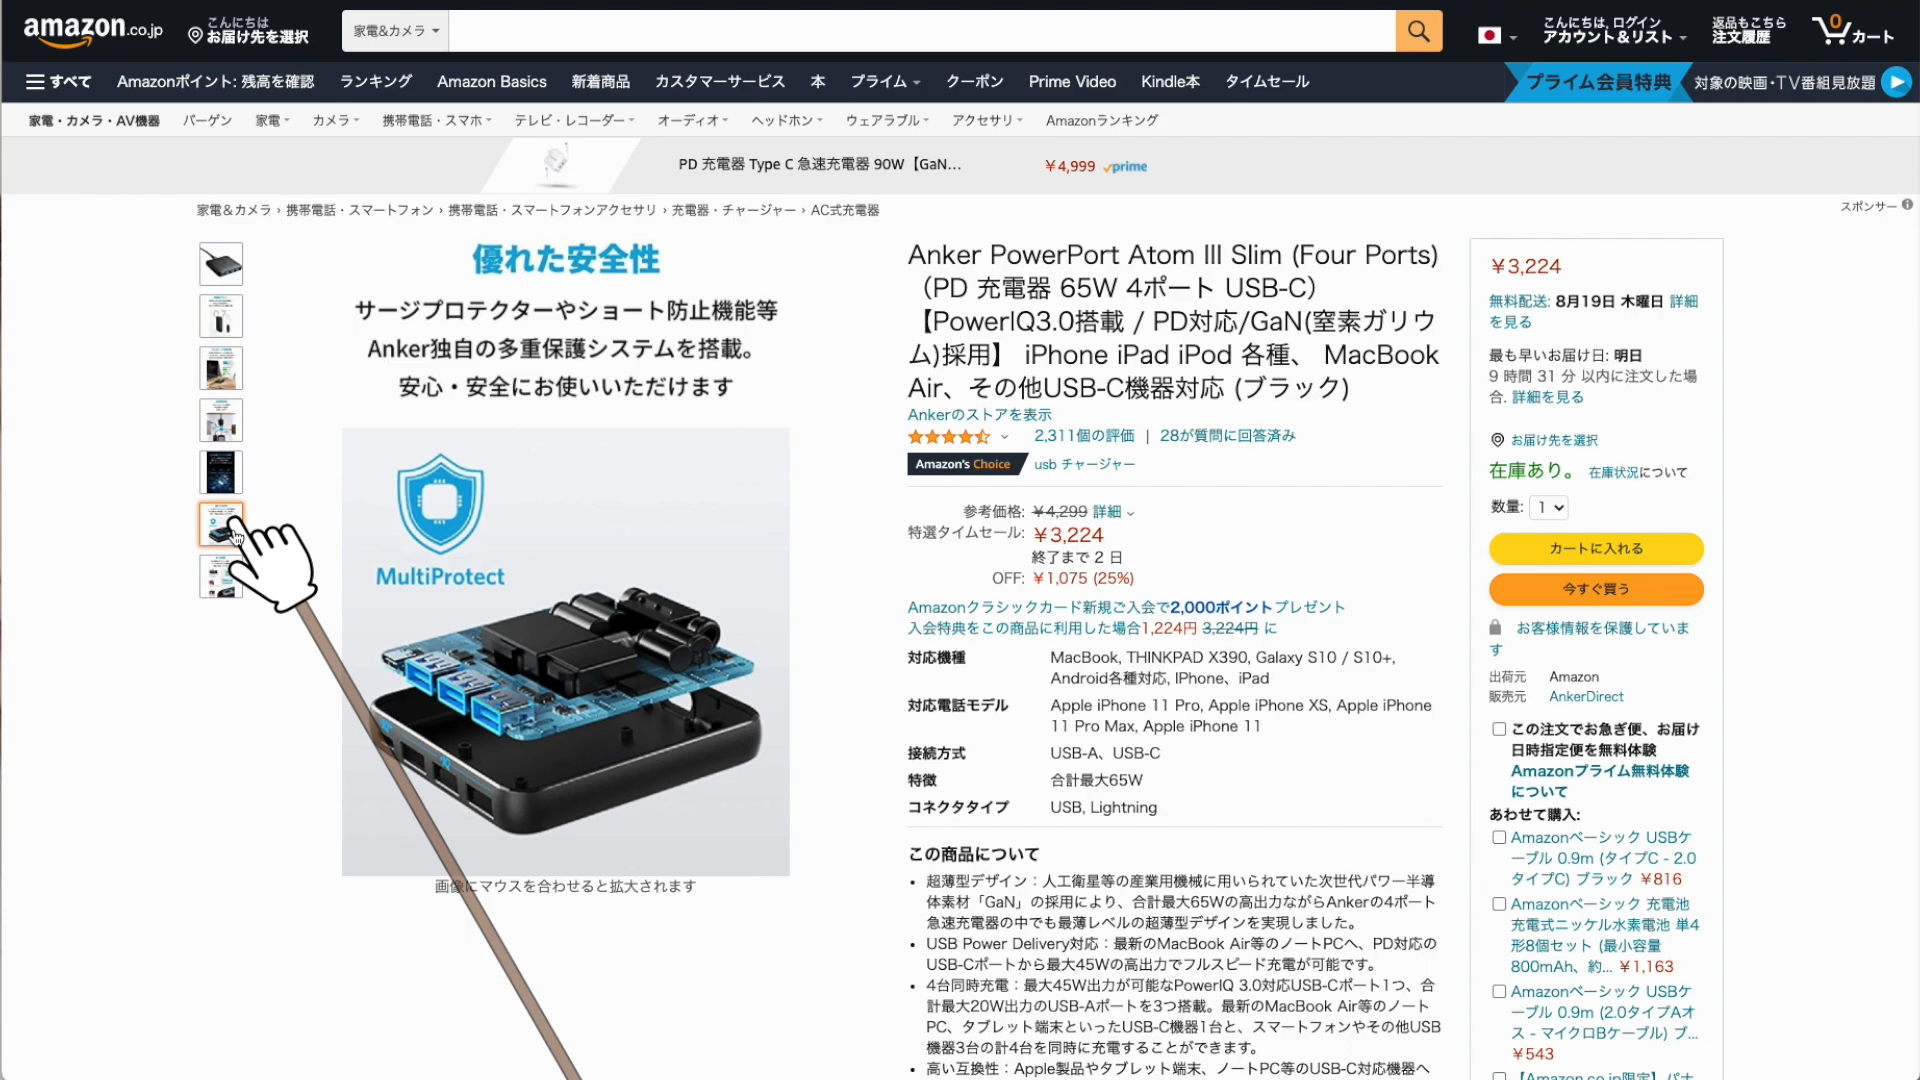 amazon.co.jp
こんにちは
お届け先を選択
家電&カメラ
こんにちは, ログイン
アカウント&リスト
返品もこちら
注文履歴
0
カート
すべて
Amazonポイント: 残高を確認
ランキング
Amazon Basics
新着商品
カスタマーサービス
本
プライム
クーポン
Prime Video
Kindle本
タイムセール
プライム会員特典
対象の映画・TV番組見放題
家電・カメラ・AV機器
バーゲン
家電
カメラ
携帯電話・スマホ
テレビ・レコーダー
オーディオ
ヘッドホン
ウェアラブル
アクセサリ
Amazonランキング
PD 充電器 Type C 急速充電器 90W【GaN…
￥4,999 prime
家電＆カメラ › 携帯電話・スマートフォン › 携帯電話・スマートフォンアクセサリ › 充電器・チャージャー › AC式充電器
スポンサー
優れた安全性
サージプロテクターやショート防止機能等
Anker独自の多重保護システムを搭載。
安心・安全にお使いいただけます
MultiProtect
画像にマウスを合わせると拡大されます
Anker PowerPort Atom III Slim (Four Ports)
（PD 充電器 65W 4ポート USB-C）
【PowerIQ3.0搭載 / PD対応/GaN(窒素ガリウ
ム)採用】 iPhone iPad iPod 各種、 MacBook
Air、その他USB-C機器対応 (ブラック)
Ankerのストアを表示
2,311個の評価 | 28が質問に回答済み
Amazon's Choice usb チャージャー
参考価格: ￥4,299 詳細
特選タイムセール: ￥3,224
終了まで 2 日
OFF: ￥1,075 (25%)
Amazonクラシックカード新規ご入会で2,000ポイントプレゼント
入会特典をこの商品に利用した場合1,224円 3,224円 に
対応機種 MacBook, THINKPAD X390, Galaxy S10 / S10+,
Android各種対応, IPhone、iPad
対応電話モデル Apple iPhone 11 Pro, Apple iPhone XS, Apple iPhone
11 Pro Max, Apple iPhone 11
接続方式 USB-A、USB-C
特徴 合計最大65W
コネクタタイプ USB, Lightning
この商品について
• 超薄型デザイン：人工衛星等の産業用機械に用いられていた次世代パワー半導
体素材「GaN」の採用により、合計最大65Wの高出力ながらAnkerの4ポート
急速充電器の中でも最薄レベルの超薄型デザインを実現しました。
• USB Power Delivery対応：最新のMacBook Air等のノートPCへ、PD対応の
USB-Cポートから最大45Wの高出力でフルスピード充電が可能です。
• 4台同時充電：最大45W出力が可能なPowerIQ 3.0対応USB-Cポート1つ、合
計最大20W出力のUSB-Aポートを3つ搭載。最新のMacBook Air等のノート
PC、タブレット端末といったUSB-C機器1台と、スマートフォンやその他USB
機器3台の計4台を同時に充電することができます。
• 高い互換性：Apple製品やタブレット端末、ノートPC等のUSB-C対応機器へ
￥3,224
無料配送: 8月19日 木曜日 詳細
を見る
最も早いお届け日: 明日
9 時間 31 分 以内に注文した場
合. 詳細を見る
お届け先を選択
在庫あり。 在庫状況について
数量: 1
カートに入れる
今すぐ買う
お客様情報を保護していま
す
出荷元 Amazon
販売元 AnkerDirect
この注文でお急ぎ便、お届け
日時指定便を無料体験
Amazonプライム無料体験
について
あわせて購入:
Amazonベーシック USBケ
ーブル 0.9m (タイプC - 2.0
タイプC) ブラック ￥816
Amazonベーシック 充電池
充電式ニッケル水素電池 単4
形8個セット (最小容量
800mAh、約... ￥1,163
Amazonベーシック USBケ
ーブル 0.9m (2.0タイプAオ
ス - マイクロBケーブル) ブ...
￥543
【Amazon.co.jp限定】パナ